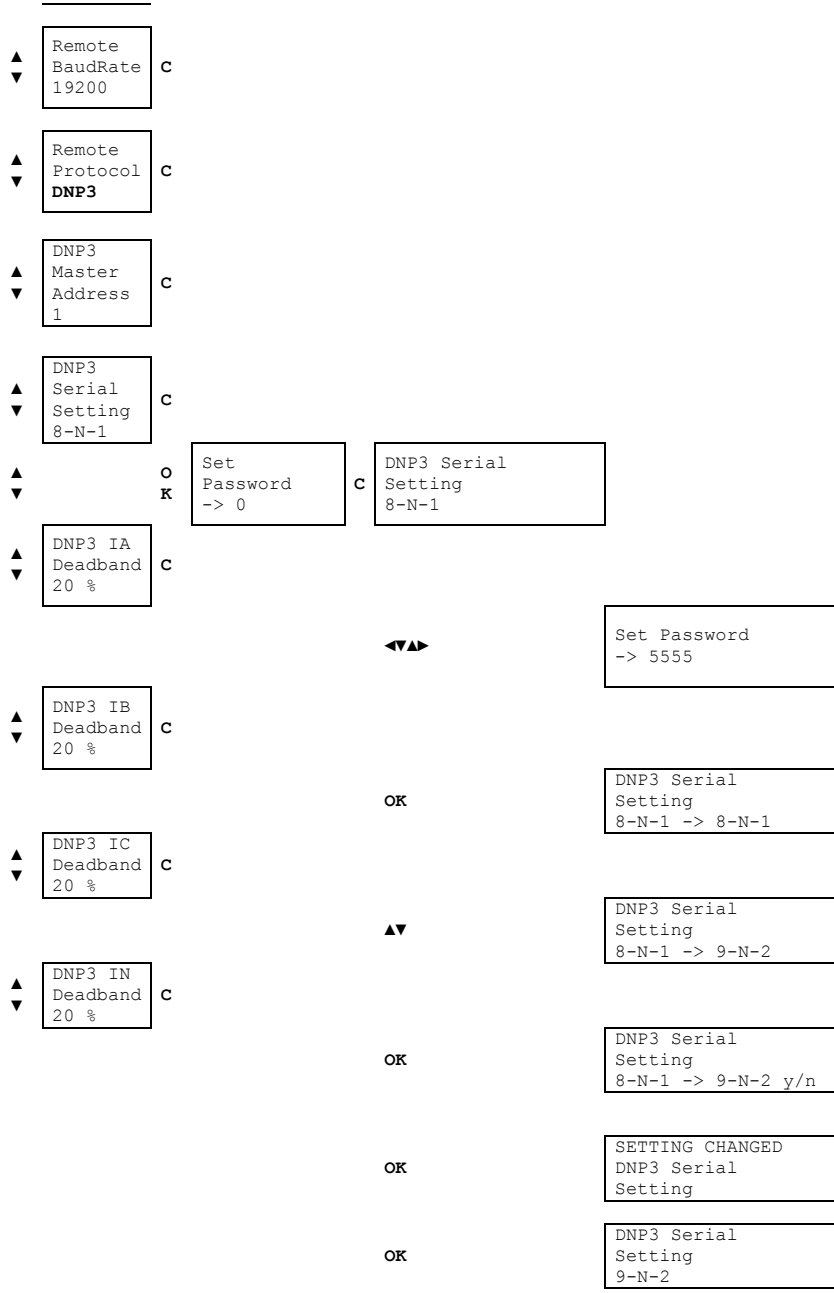 ▲
▼
Remote
BaudRate
19200
C
▲
▼
Remote
Protocol
DNP3
C
▲
▼
DNP3
Master
Address
1
C
▲
▼
DNP3
Serial
Setting
8-N-1
C
▲
▼
O
K
Set
Password
-> 0
C
DNP3 Serial
Setting
8-N-1
▲
▼
DNP3 IA
Deadband
20 %
C
◄▼▲►
Set Password
-> 5555
▲
▼
DNP3 IB
Deadband
20 %
C
OK
DNP3 Serial
Setting
8-N-1 -> 8-N-1
▲
▼
DNP3 IC
Deadband
20 %
C
▲▼
DNP3 Serial
Setting
8-N-1 -> 9-N-2
▲
▼
DNP3 IN
Deadband
20 %
C
OK
DNP3 Serial
Setting
8-N-1 -> 9-N-2 y/n
OK
SETTING CHANGED
DNP3 Serial
Setting
OK
DNP3 Serial
Setting
9-N-2